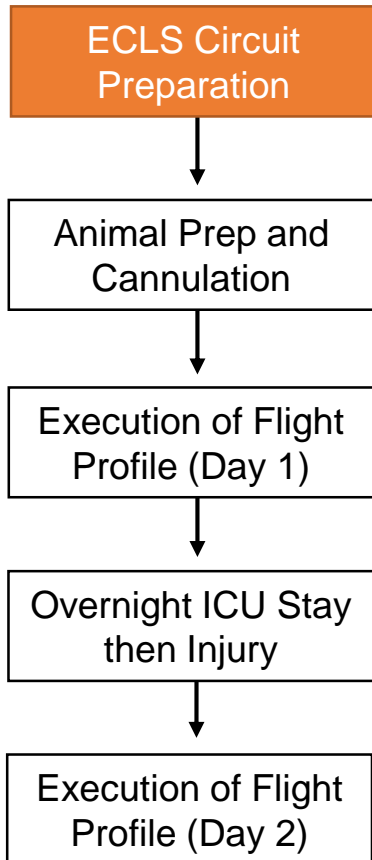 ECLS Circuit
Preparation
Animal Prep and
Cannulation
Execution of Flight
Profile (Day 1)
Overnight ICU Stay
then Injury
Execution of Flight
Profile (Day 2)